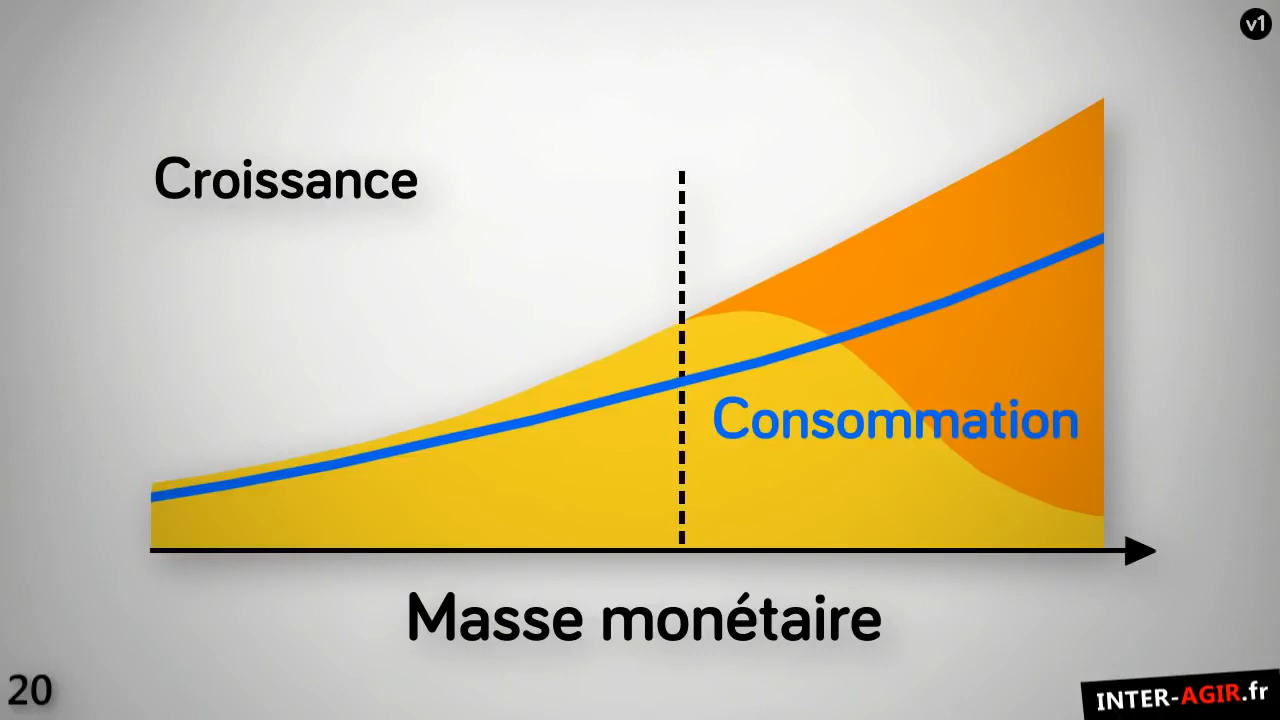 v1
Croissance
Consommation
Masse monétaire
20
INTER-AGIR.fr